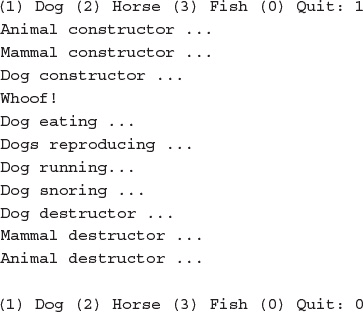 (1) Dog (2) Horse (3) Fish (0) Quit: 1
Animal constructor ...
Mammal constructor ...
Dog constructor ...
Whoof!
Dog eating ...
Dogs reproducing ...
Dog running...
Dog snoring ...
Dog destructor ...
Mammal destructor ...
Animal destructor ...

(1) Dog (2) Horse (3) Fish (0) Quit: 0